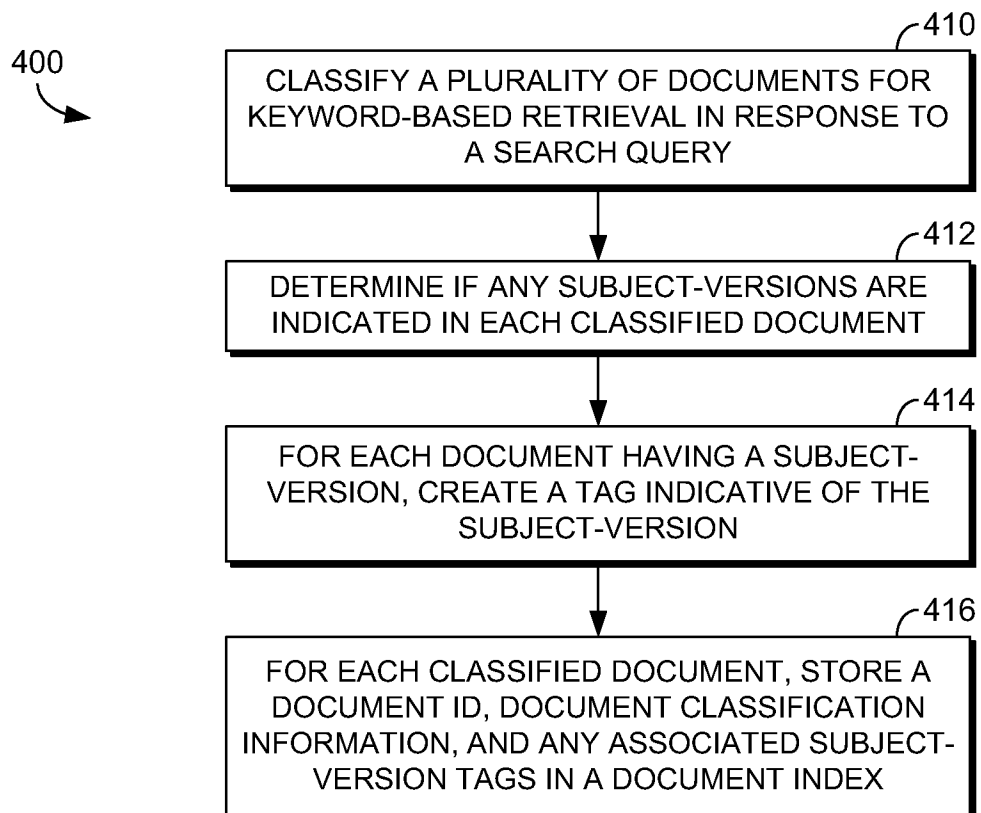 400
410
CLASSIFY A PLURALITY OF DOCUMENTS FOR
KEYWORD-BASED RETRIEVAL IN RESPONSE TO
A SEARCH QUERY
412
DETERMINE IF ANY SUBJECT-VERSIONS ARE
INDICATED IN EACH CLASSIFIED DOCUMENT
414
FOR EACH DOCUMENT HAVING A SUBJECT-
VERSION, CREATE A TAG INDICATIVE OF THE
SUBJECT-VERSION
416
FOR EACH CLASSIFIED DOCUMENT, STORE A
DOCUMENT ID, DOCUMENT CLASSIFICATION
INFORMATION, AND ANY ASSOCIATED SUBJECT-
VERSION TAGS IN A DOCUMENT INDEX